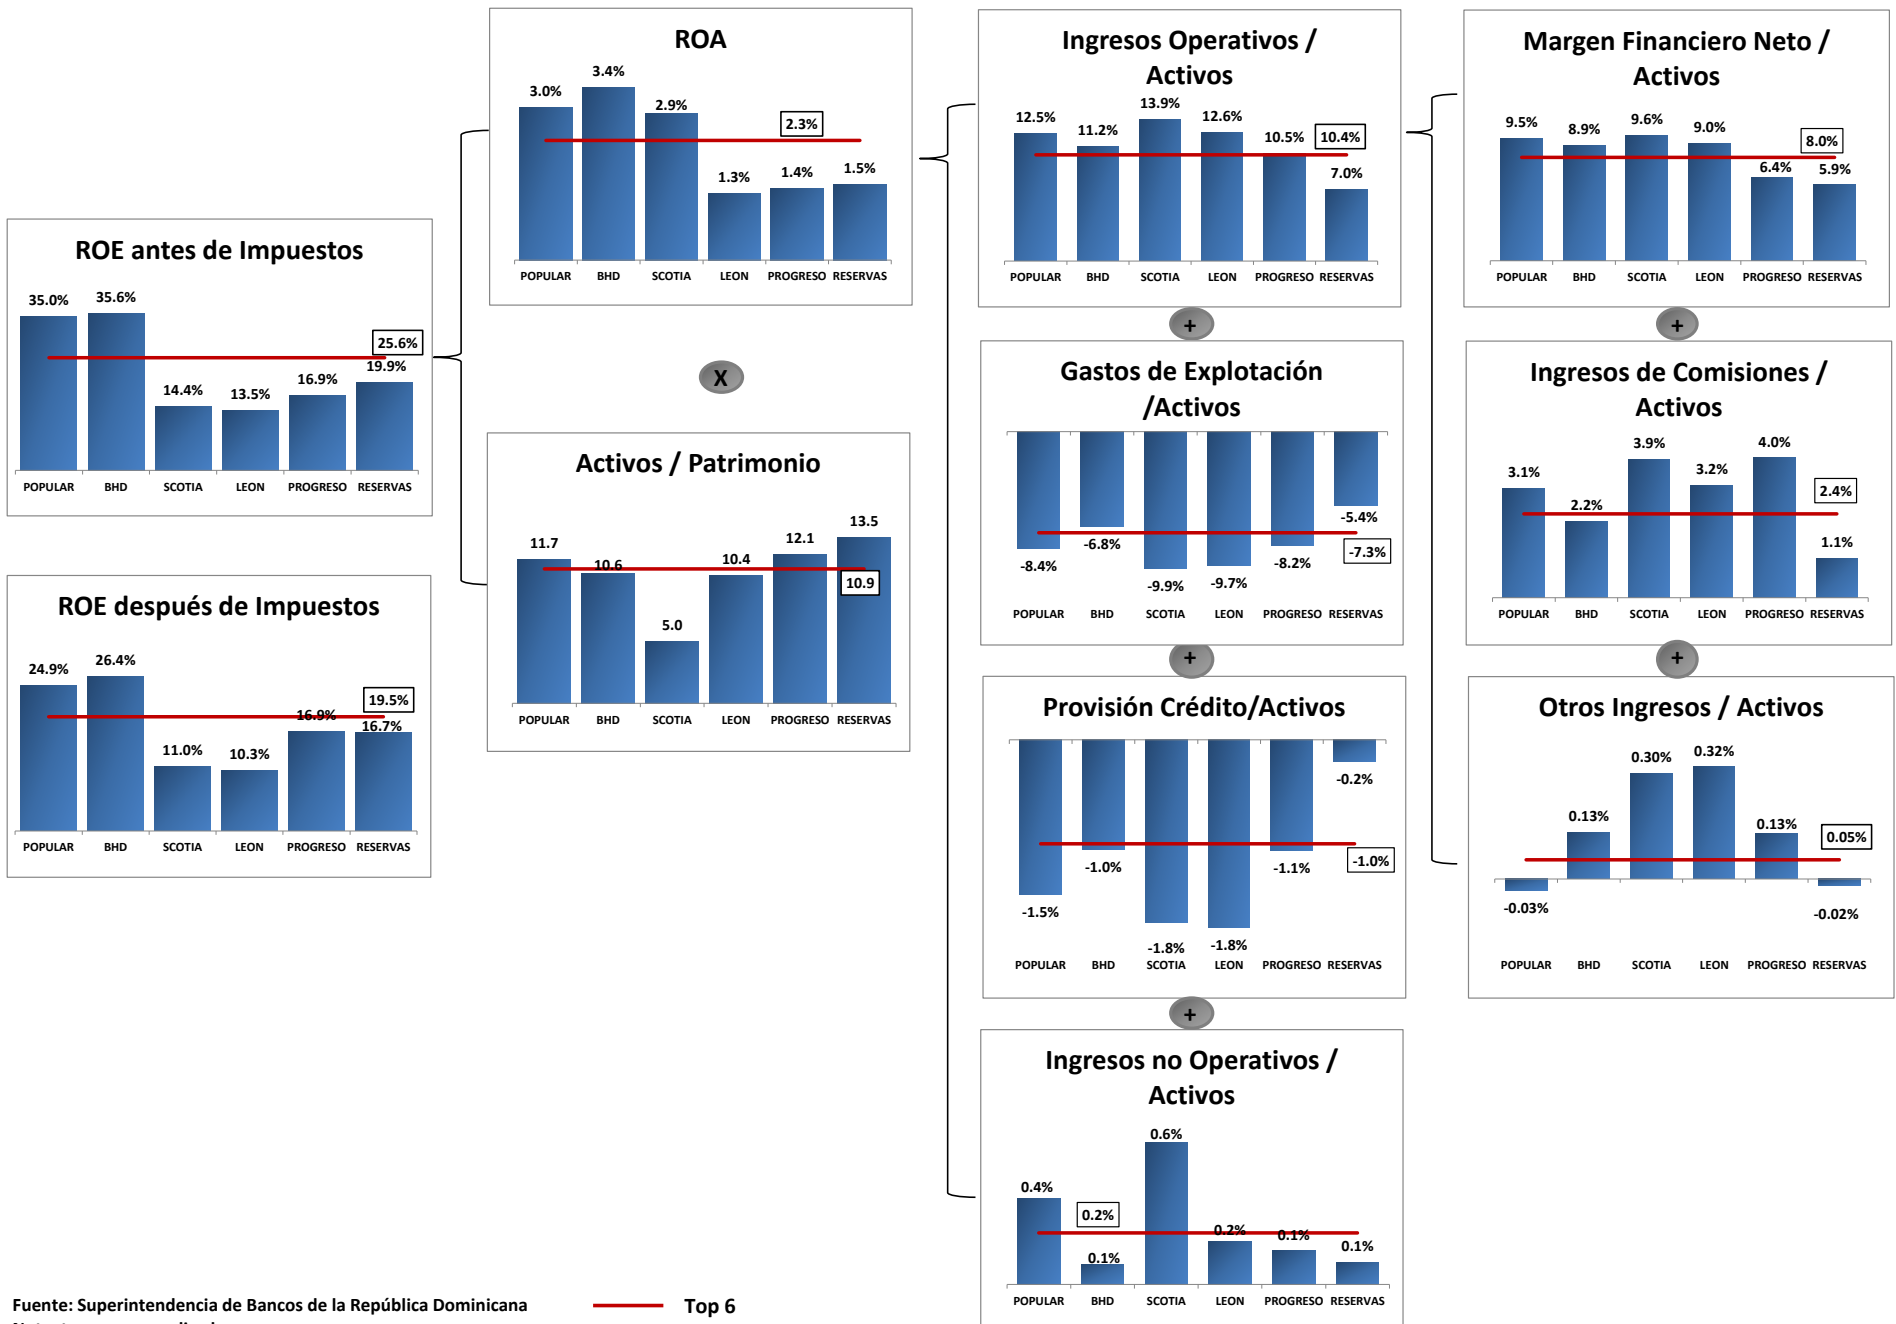 ROE antes de Impuestos
35.0%
35.6%
14.4%
13.5%
16.9%
19.9%
25.6%
POPULAR BHD SCOTIA LEON PROGRESO RESERVAS
ROE después de Impuestos
24.9%
26.4%
11.0%
10.3%
16.9%
16.7%
19.5%
POPULAR BHD SCOTIA LEON PROGRESO RESERVAS
ROA
3.0%
3.4%
2.9%
1.3%
1.4%
1.5%
2.3%
POPULAR BHD SCOTIA LEON PROGRESO RESERVAS
X
Activos / Patrimonio
11.7
10.6
5.0
10.4
12.1
13.5
10.9
POPULAR BHD SCOTIA LEON PROGRESO RESERVAS
Ingresos Operativos /
Activos
12.5%
11.2%
13.9%
12.6%
10.5%
7.0%
10.4%
POPULAR BHD SCOTIA LEON PROGRESO RESERVAS
+
Gastos de Explotación
/Activos
-8.4%
-6.8%
-9.9%
-9.7%
-8.2%
-5.4%
-7.3%
POPULAR BHD SCOTIA LEON PROGRESO RESERVAS
+
Provisión Crédito/Activos
-1.5%
-1.0%
-1.8%
-1.8%
-1.1%
-0.2%
-1.0%
POPULAR BHD SCOTIA LEON PROGRESO RESERVAS
+
Ingresos no Operativos /
Activos
0.4%
0.1%
0.6%
0.2%
0.1%
0.1%
0.2%
POPULAR BHD SCOTIA LEON PROGRESO RESERVAS
Margen Financiero Neto /
Activos
9.5%
8.9%
9.6%
9.0%
6.4%
5.9%
8.0%
POPULAR BHD SCOTIA LEON PROGRESO RESERVAS
+
Ingresos de Comisiones /
Activos
3.1%
2.2%
3.9%
3.2%
4.0%
1.1%
2.4%
POPULAR BHD SCOTIA LEON PROGRESO RESERVAS
+
Otros Ingresos / Activos
-0.03%
0.13%
0.30%
0.32%
0.13%
-0.02%
0.05%
POPULAR BHD SCOTIA LEON PROGRESO RESERVAS
Fuente: Superintendencia de Bancos de la República Dominicana
Top 6